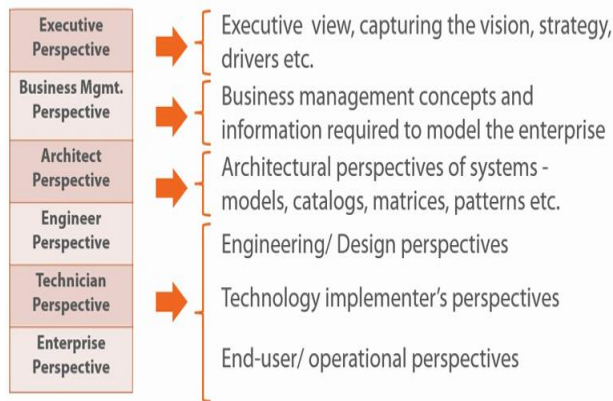 Executive
Perspective
Executive view, capturing the vision, strategy,
drivers etc.
Business Mgmt.
Perspective
Business management concepts and
information required to model the enterprise
Architect
Perspective
Architectural perspectives of systems -
models, catalogs, matrices, patterns etc.
Engineer
Perspective
Engineering/ Design perspectives
Technician
Perspective
Technology implementer's perspectives
Enterprise
Perspective
End-user/ operational perspectives